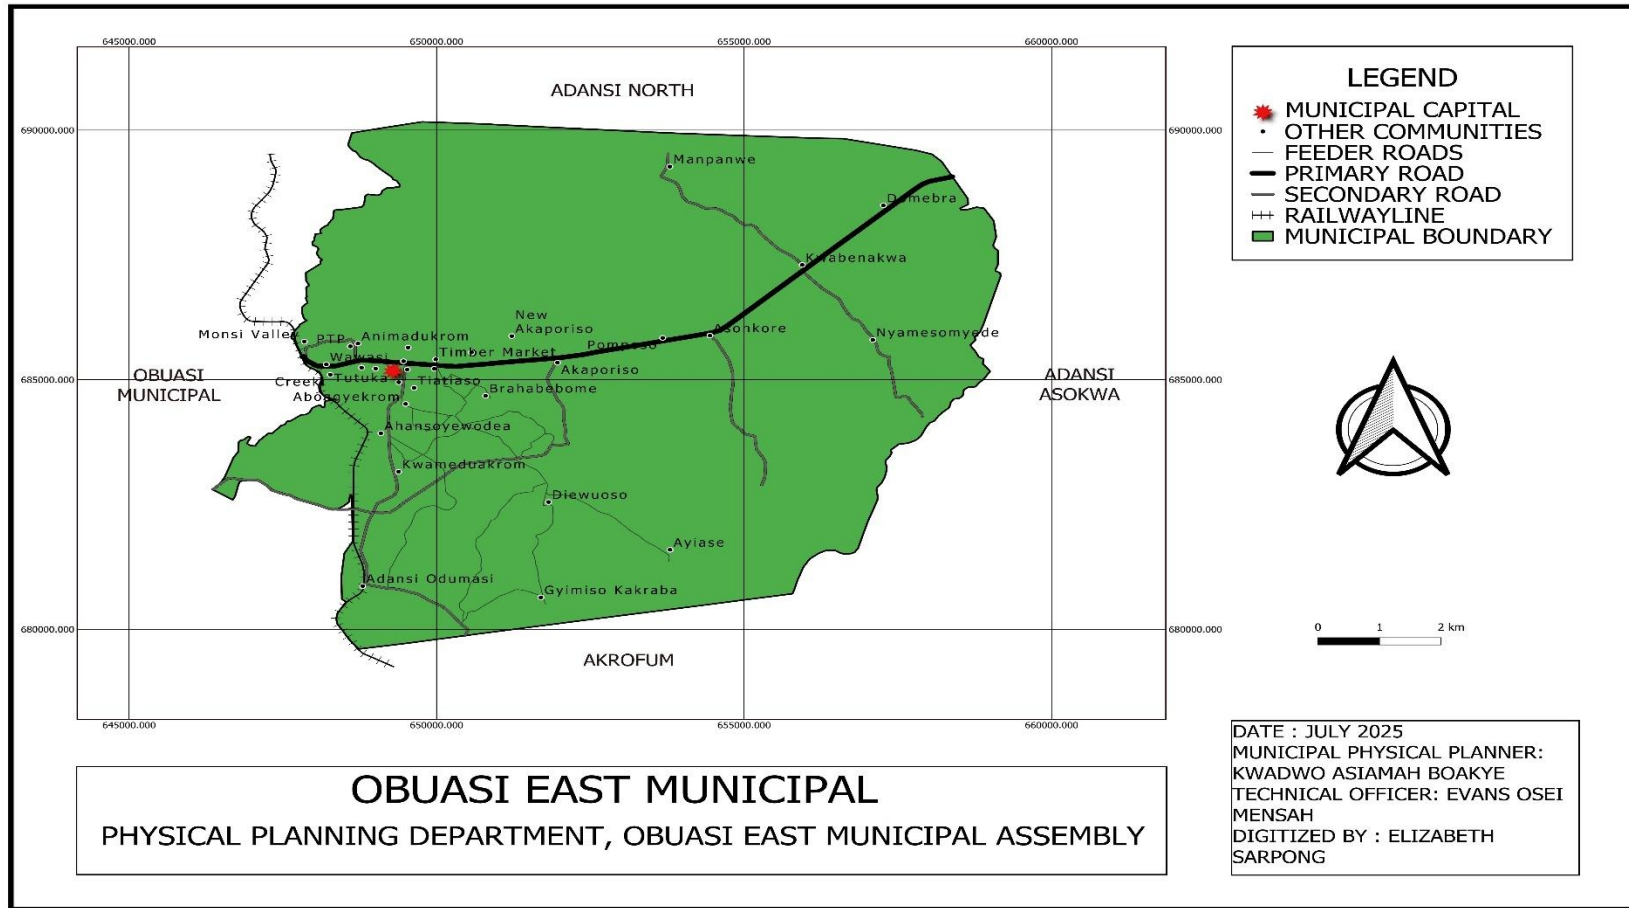 645000.000
650000.000
655000.000
660000.000
ADANSI NORTH
690000.000
690000.000
Manpanwe
Domebra
Kwabenakwa
New
Akaporiso
Monsi Valley
PTP
Animadukrom
Asonkore
Nyamesomyede
Pomposo
Wawasi
Timber Market
Akaporiso
685000.000
685000.000
OBUASI
MUNICIPAL
Creek
Tutuka
Tiatiaso
Brahabebome
ADANSI
ASOKWA
Aboagyekrom
Ahansoyewodea
Kwameduakrom
Diewuoso
Ayiase
Adansi Odumasi
Gyimiso Kakraba
680000.000
680000.000
AKROFUM
645000.000
650000.000
655000.000
660000.000
LEGEND
MUNICIPAL CAPITAL
OTHER COMMUNITIES
FEEDER ROADS
PRIMARY ROAD
SECONDARY ROAD
RAILWAYLINE
MUNICIPAL BOUNDARY
0 1 2 km
OBUASI EAST MUNICIPAL
PHYSICAL PLANNING DEPARTMENT, OBUASI EAST MUNICIPAL ASSEMBLY
DATE : JULY 2025
MUNICIPAL PHYSICAL PLANNER:
KWADWO ASIAMAH BOAKYE
TECHNICAL OFFICER: EVANS OSEI
MENSAH
DIGITIZED BY : ELIZABETH
SARPONG